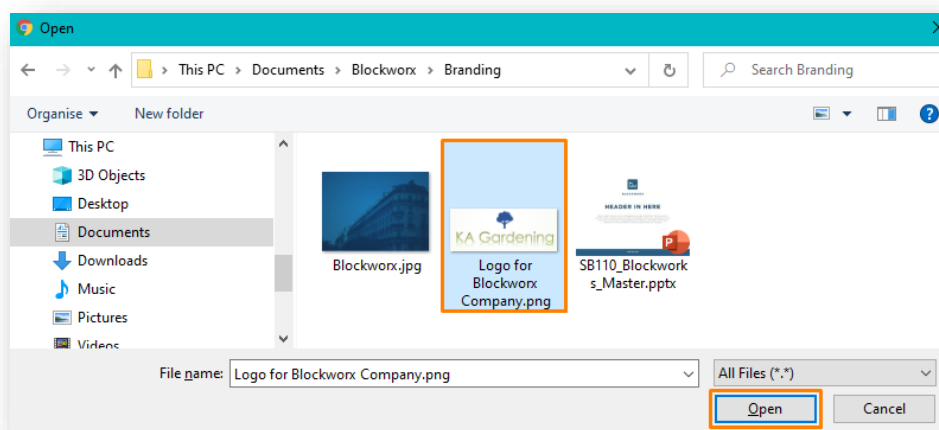 Open
This PC > Documents > Blockworx > Branding
Search Branding
Organise
New folder
This PC
3D Objects
Desktop
Documents
Downloads
Music
Pictures
Videos
KA Gardening
HEADER IN HERE
P
Blockworx.jpg
Logo for
Blockworx
Company.png
SB110_Blockwork
s_Master.pptx
File name:
Logo for Blockworx Company.png
All Files (*.*)
Open
Cancel